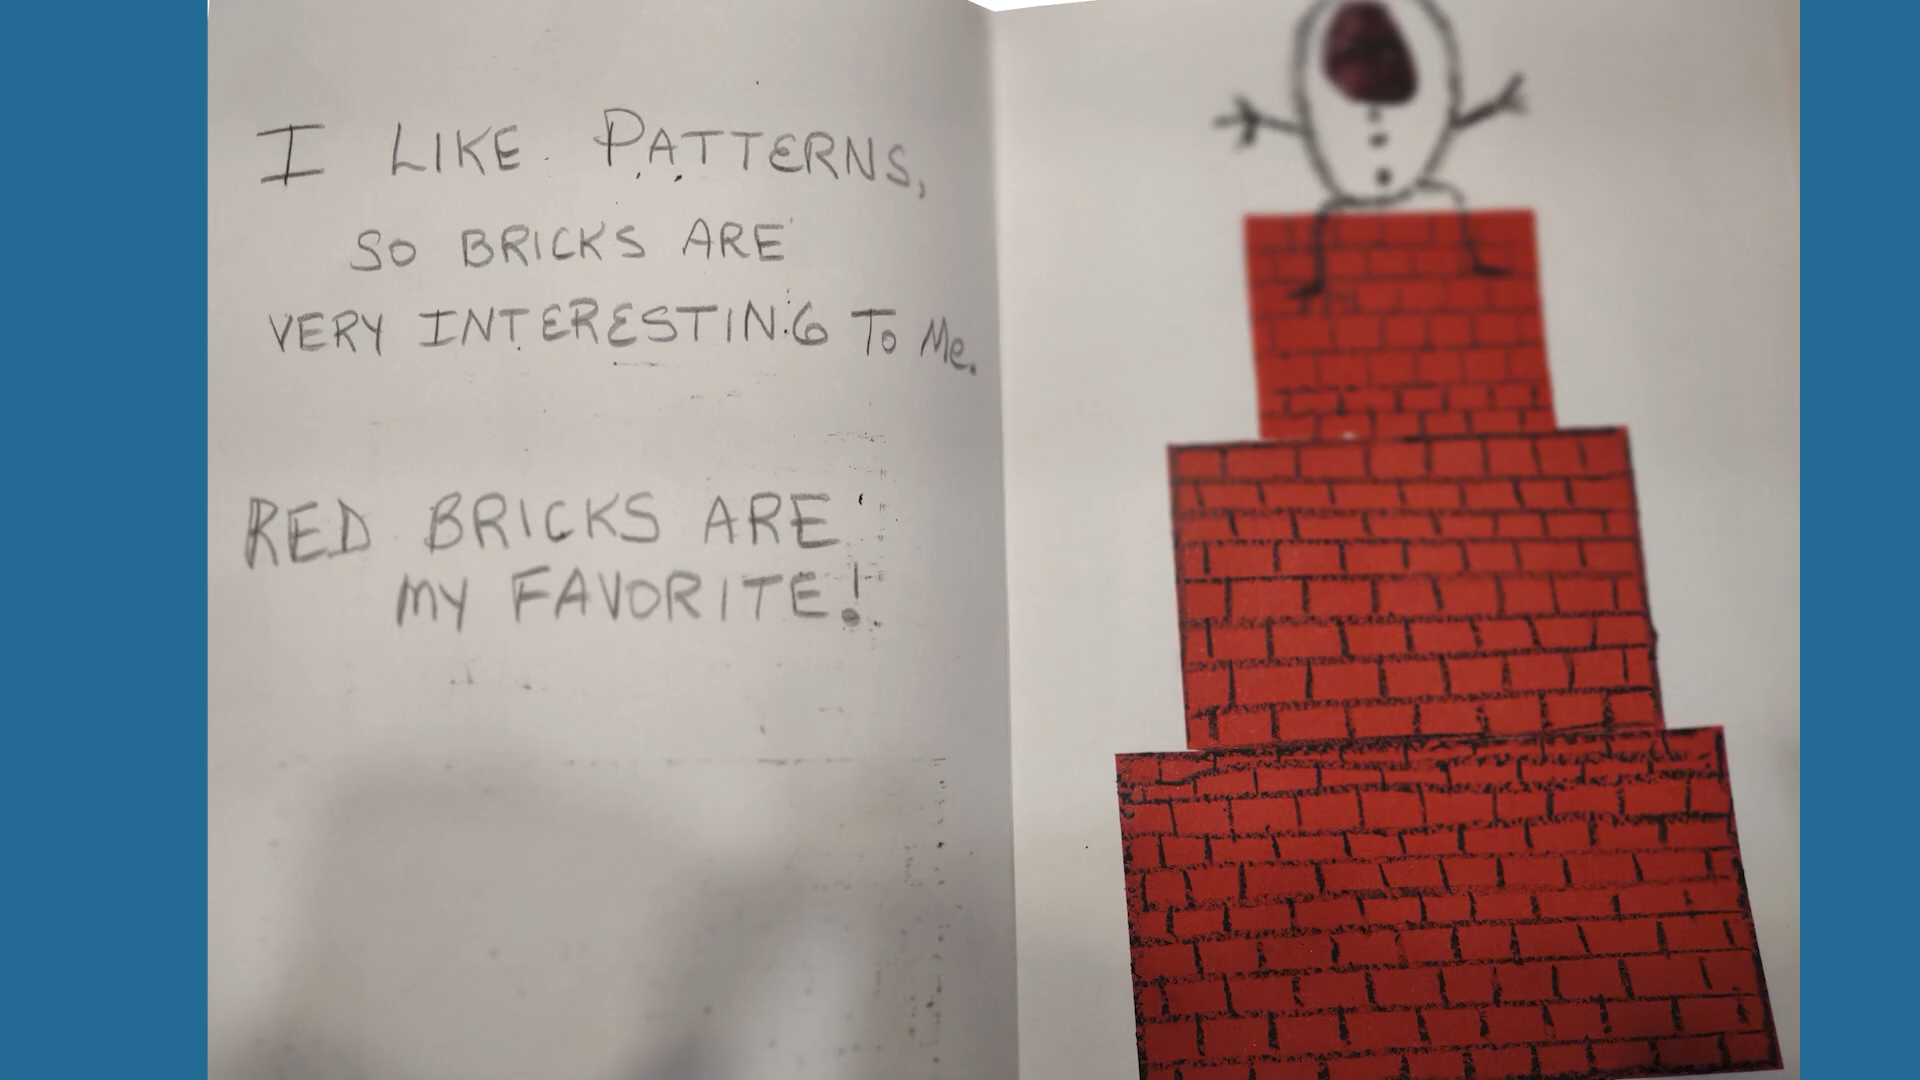 I LIKE PATTERNS,
SO BRICKS ARE
VERY INTERESTING TO Me.
RED BRICKS ARE
MY FAVORITE!